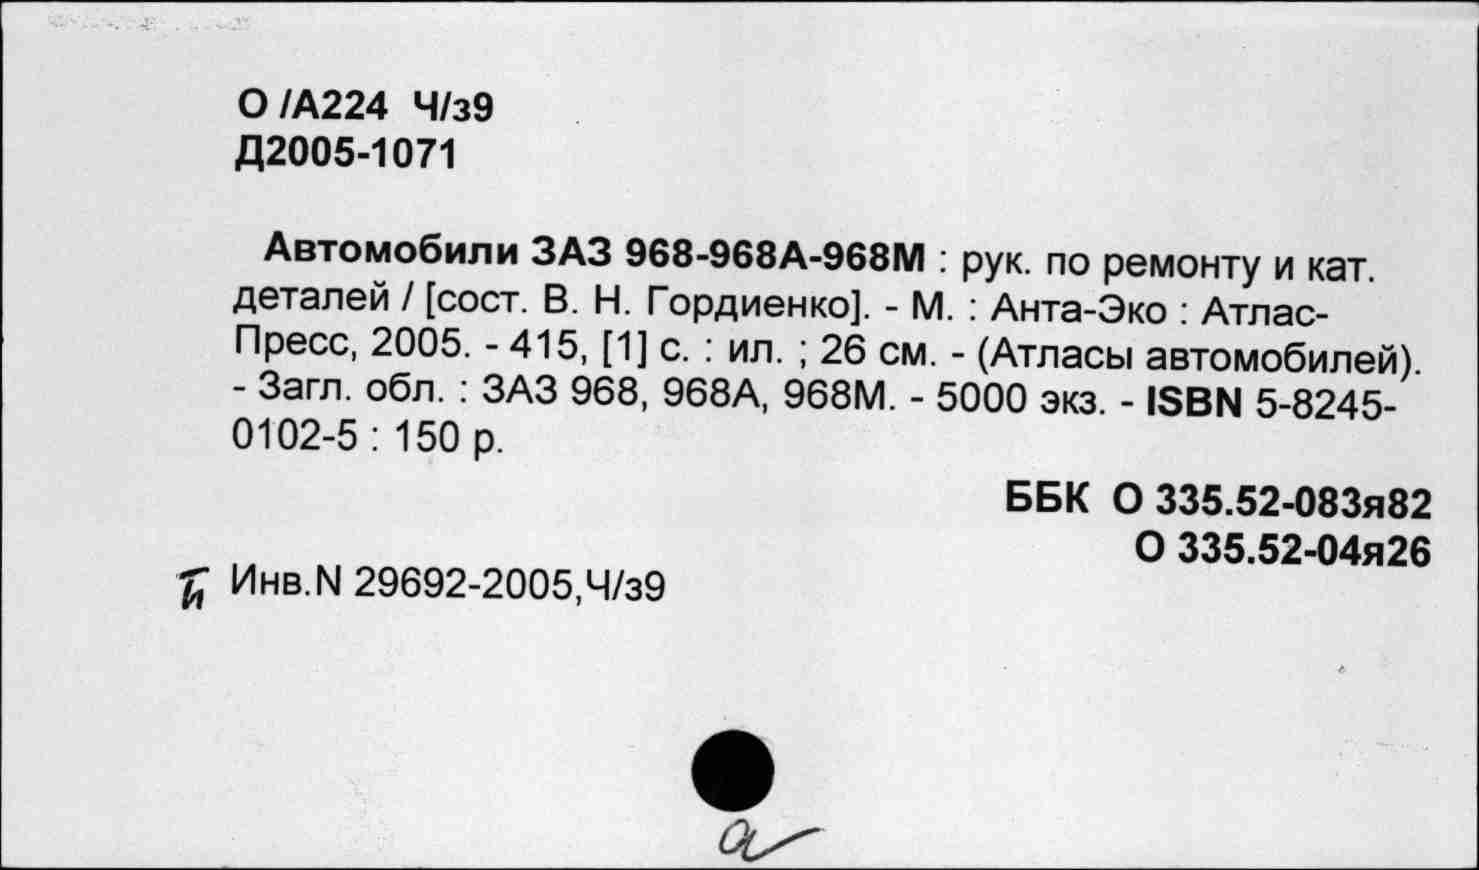 О /А224 Ч/з9
Д2005-1071
Автомобили ЗАЗ 968-968А-968М : рук. по ремонту и кат.
деталей / [сост. В. Н. Гордиенко]. - М. : Анта-Эко : Атлас-
Пресс, 2005. - 415, [1] с. : ил. ; 26 см. - (Атласы автомобилей).
- Загл. обл. : ЗАЗ 968, 968А, 968М. - 5000 экз. - ISBN 5-8245-
0102-5 : 150 р.
ББК О 335.52-083я82
О 335.52-04я26
Инв.N 29692-2005,Ч/з9